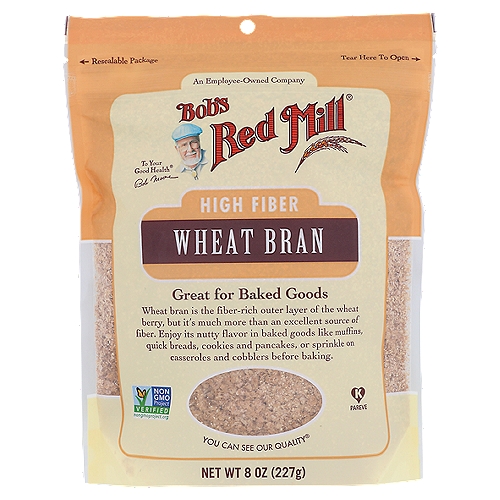 ← Resealable Package
Tear Here To Open →
An Employee-Owned Company
Bob's
Red Mill®
To Your
Good Health®
Bob Moore
HIGH FIBER
WHEAT BRAN
Great for Baked Goods
Wheat bran is the fiber-rich outer layer of the wheat
berry, but it's much more than an excellent source of
fiber. Enjoy its nutty flavor in baked goods like muffins,
quick breads, cookies and pancakes, or sprinkle on
casseroles and cobblers before baking.
NON
GMO
Project
VERIFIED
nongmoproject.org
K
PAREVE
YOU CAN SEE OUR QUALITY®
NET WT 8 OZ (227g)